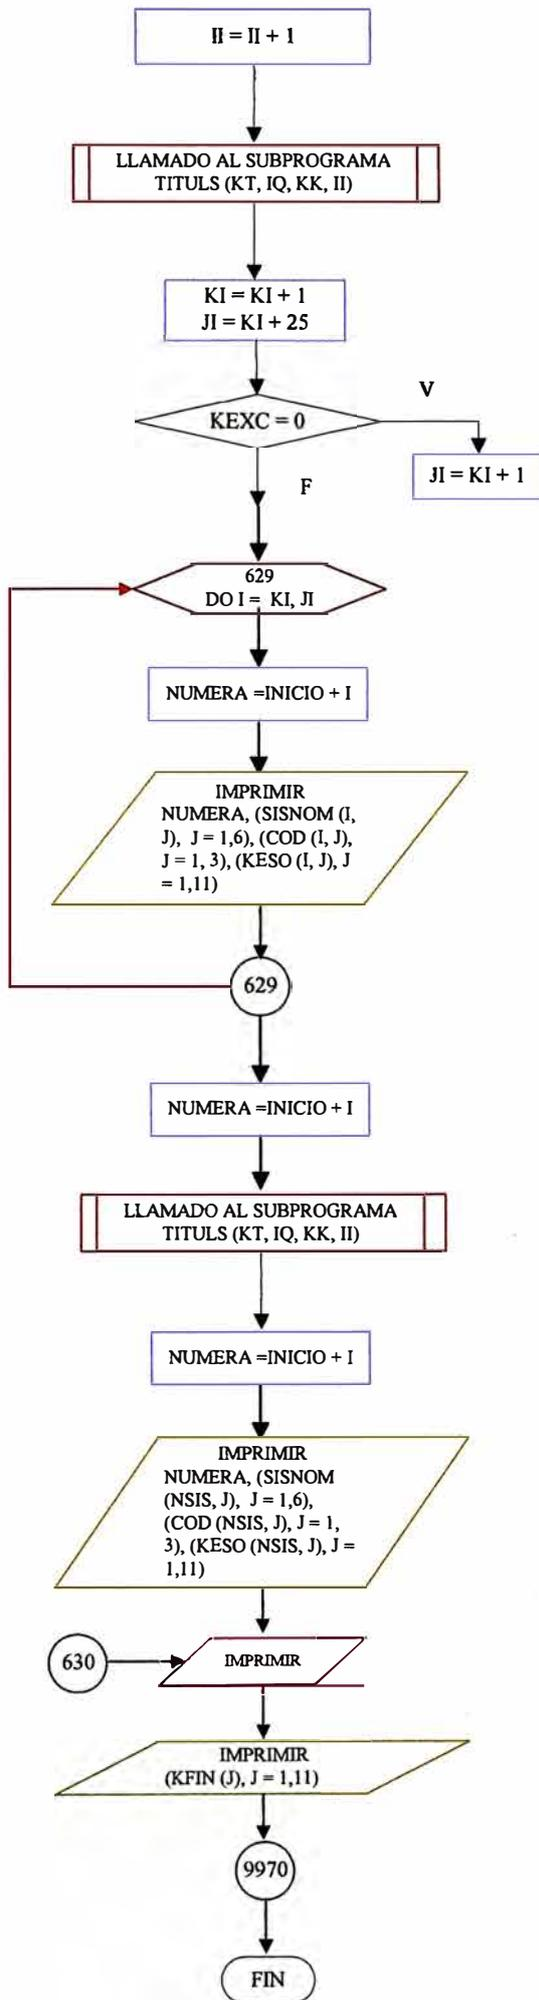 II = II + 1
LLAMADO AL SUBPROGRAMA
TITULS (KT, IQ, KK, II)
KI = KI + 1
JI = KI + 25
KEXC = 0
V
JI = KI + 1
F
629
DO I = KI, JI
NUMERA =INICIO + I
IMPRIMIR
NUMERA, (SISNOM (I,
J), J = 1,6), (COD (I, J),
J = 1, 3), (KESO (I, J), J
= 1,11)
629
NUMERA =INICIO + I
LLAMADO AL SUBPROGRAMA
TITULS (KT, IQ, KK, II)
NUMERA =INICIO + I
IMPRIMIR
NUMERA, (SISNOM
(NSIS, J), J = 1,6),
(COD (NSIS, J), J = 1,
3), (KESO (NSIS, J), J =
1,11)
630
IMPRIMIR
IMPRIMIR
(KFIN (J), J = 1,11)
9970
FIN